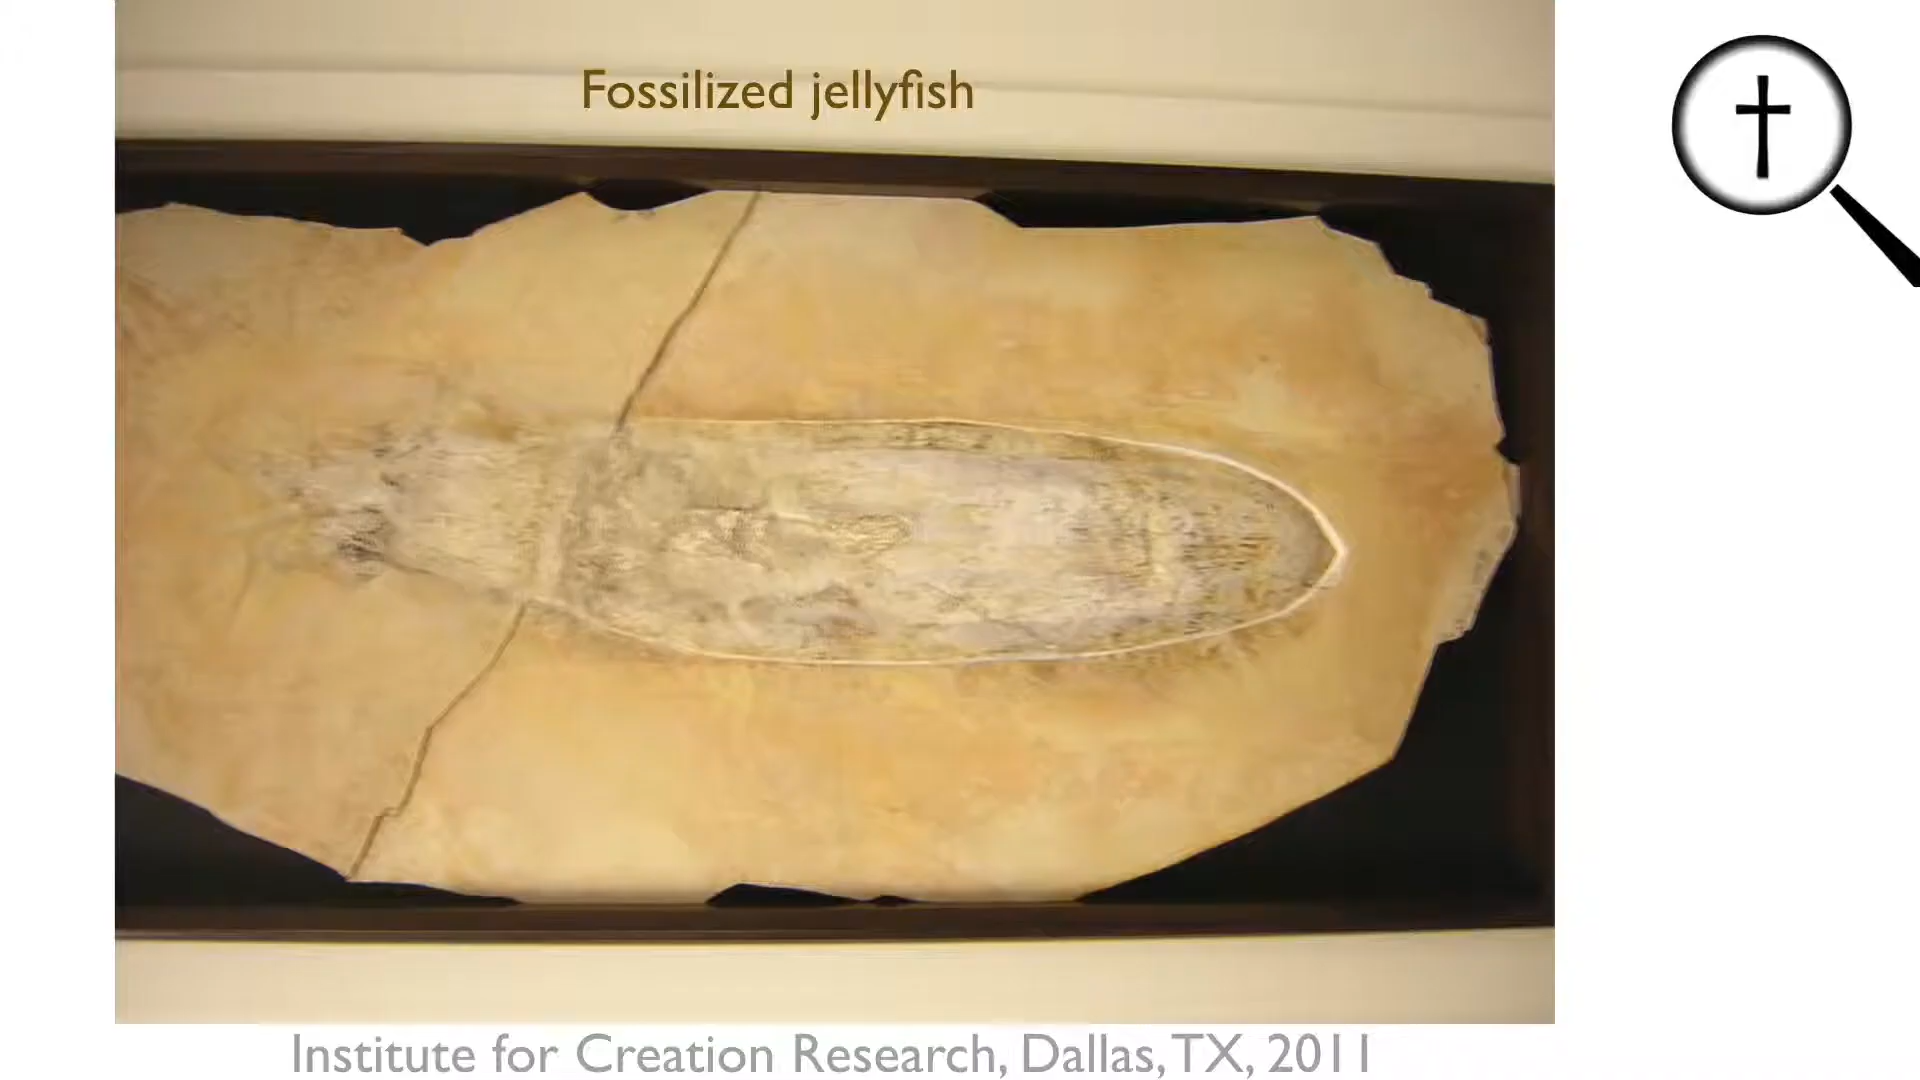 Fossilized jellyfish
Institute for Creation Research, Dallas, TX, 2011